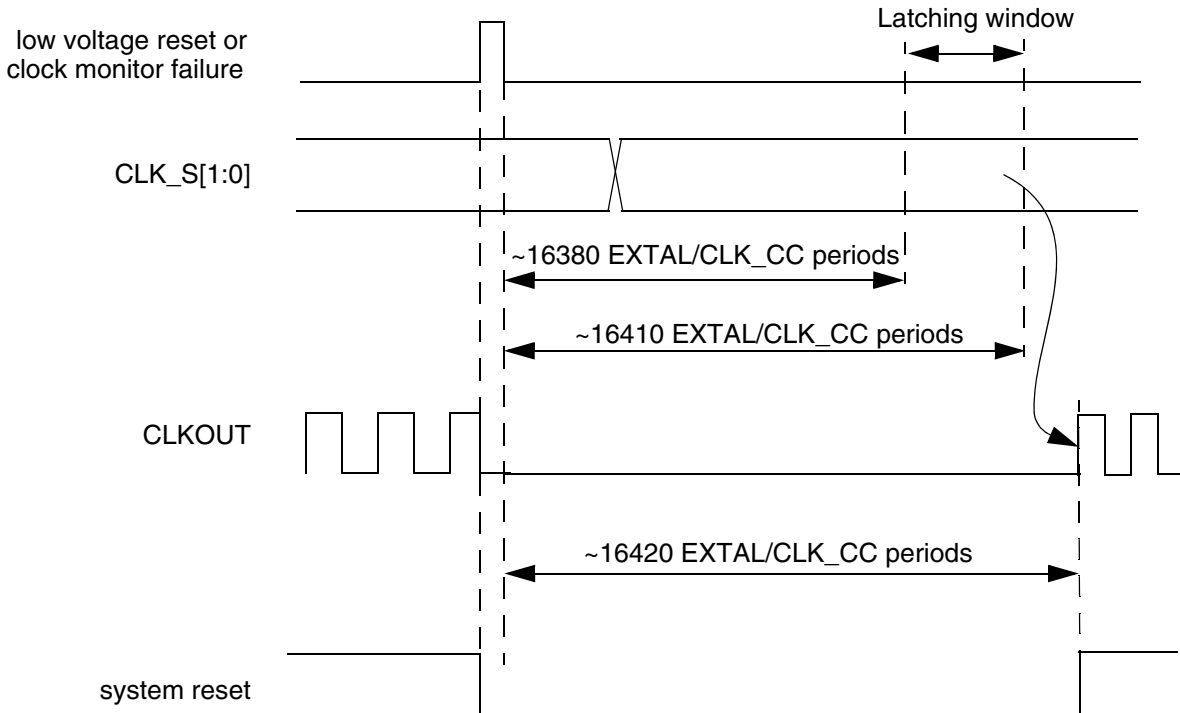 Latching window
low voltage reset or
clock monitor failure
CLK_S[1:0]
~16380 EXTAL/CLK_CC periods
~16410 EXTAL/CLK_CC periods
CLKOUT
~16420 EXTAL/CLK_CC periods
system reset